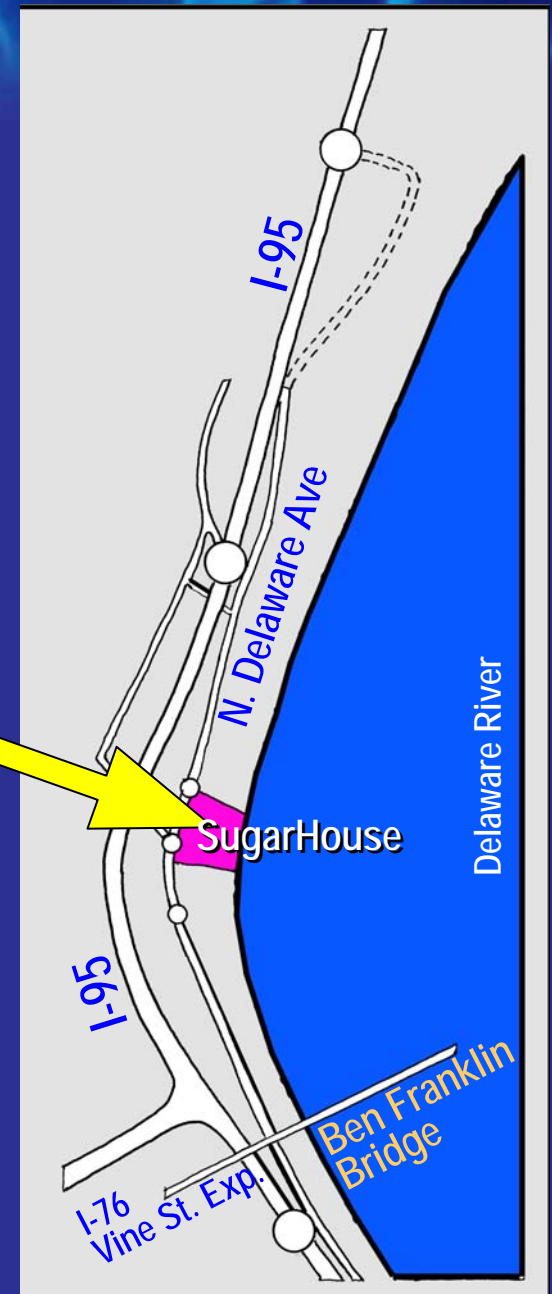 I-95
N. Delaware Ave
Delaware River
SugarHouse
I-95
Ben Franklin
Bridge
I-76
Vine St. Exp.